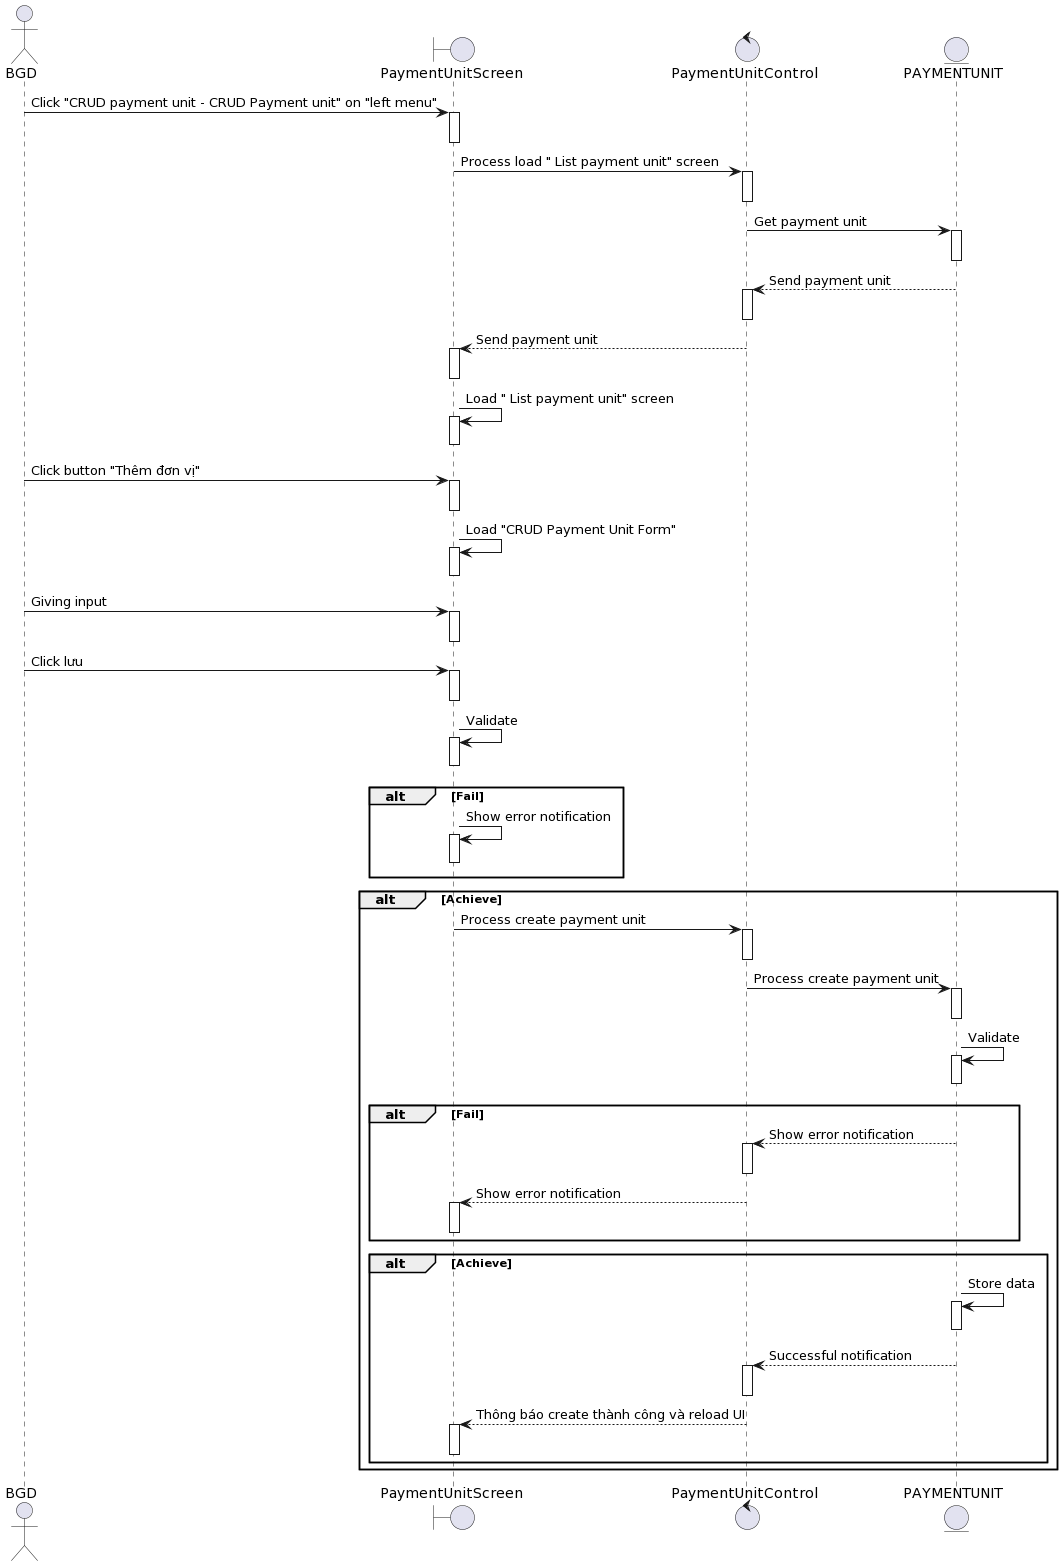 BGD
PaymentUnitScreen
PaymentUnitControl
PAYMENTUNIT
Click "CRUD payment unit - CRUD Payment unit" on "left menu"
Process load " List payment unit" screen
Get payment unit
Send payment unit
Send payment unit
Load " List payment unit" screen
Click button "Thêm đơn vị"
Load "CRUD Payment Unit Form"
Giving input
Click lưu
Validate
alt [Fail]
Show error notification
alt [Achieve]
Process create payment unit
Process create payment unit
Validate
alt [Fail]
Show error notification
Show error notification
alt [Achieve]
Store data
Successful notification
Thông báo create thành công và reload UI
BGD
PaymentUnitScreen
PaymentUnitControl
PAYMENTUNIT